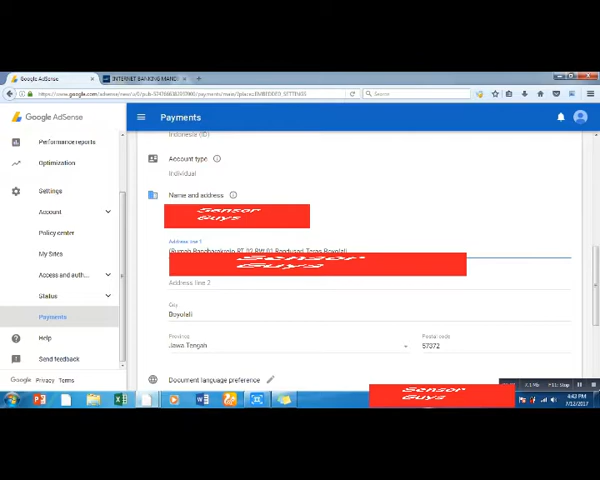 Google AdSense
INTERNET BANKING MANDI
Search
Google AdSense
Payments
Performance reports
Optimization
Settings
Account
Policy center
My Sites
Access and auth...
Status
Payments
Help
Send feedback
Google Privacy Terms
Indonesia (ID)
Account type
Individual
Name and address
Sensor
Guys
Address line 1
Sensor
Guys
Address line 2
City
Boyolali
Province
Jawa Tengah
Postal code
57372
Document language preference
Sensor
Guys
4:42 PM
7/12/2017